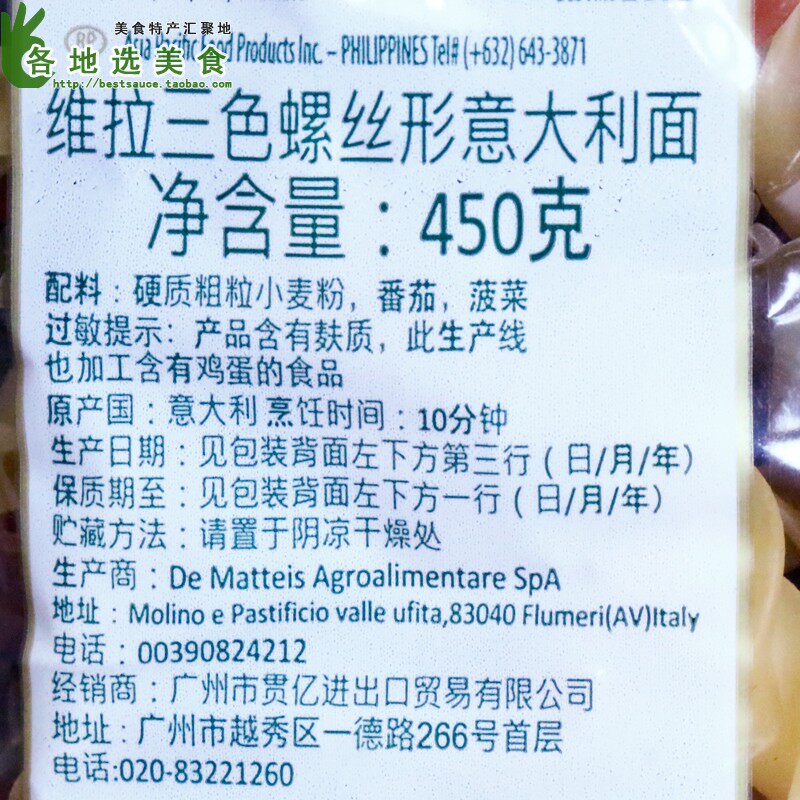 美食特产汇聚地
各地选美食
http://bestsauce.taobao.com
Asia Pacific Food Products Inc. – PHILIPPINES Tel# (+632) 643-3871
维拉三色螺丝形意大利面
净含量：450克
配料：硬质粗粒小麦粉，番茄，菠菜
过敏提示：产品含有麸质，此生产线
也加工含有鸡蛋的食品
原产国：意大利 烹饪时间：10分钟
生产日期：见包装背面左下方第三行（日/月/年）
保质期至：见包装背面左下方一行（日/月/年）
贮藏方法：请置于阴凉干燥处
生产商：De Matteis Agroalimentare SpA
地址：Molino e Pastificio valle ufita,83040 Flumeri(AV)Italy
电话：00390824212
经销商：广州市贯亿进出口贸易有限公司
地址：广州市越秀区一德路266号首层
电话:020-83221260